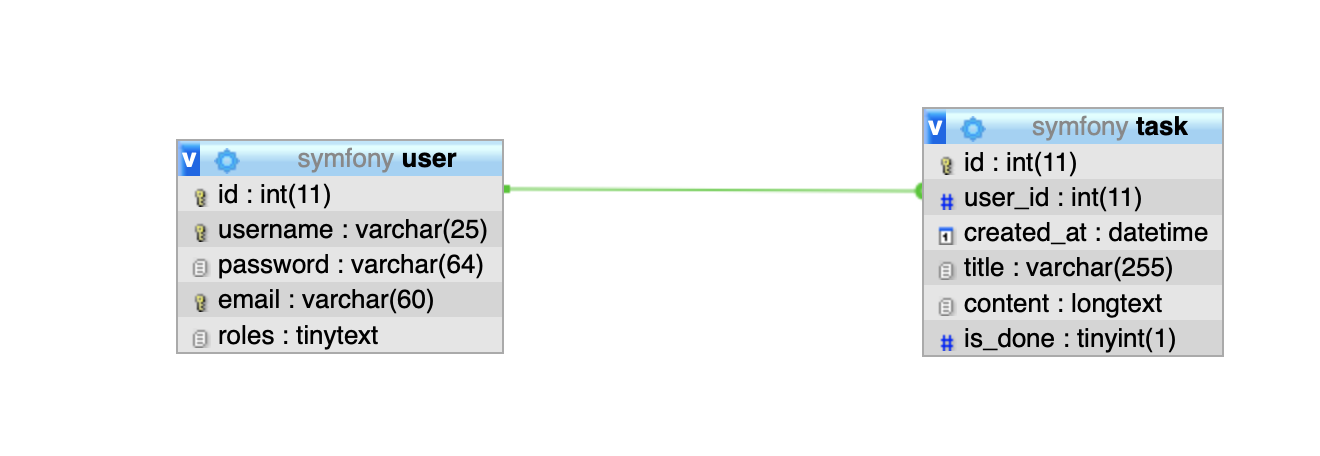 v symfony user
id : int(11)
username : varchar(25)
password : varchar(64)
email : varchar(60)
roles : tinytext
v symfony task
id : int(11)
# user_id : int(11)
1 created_at : datetime
title : varchar(255)
content : longtext
# is_done : tinyint(1)